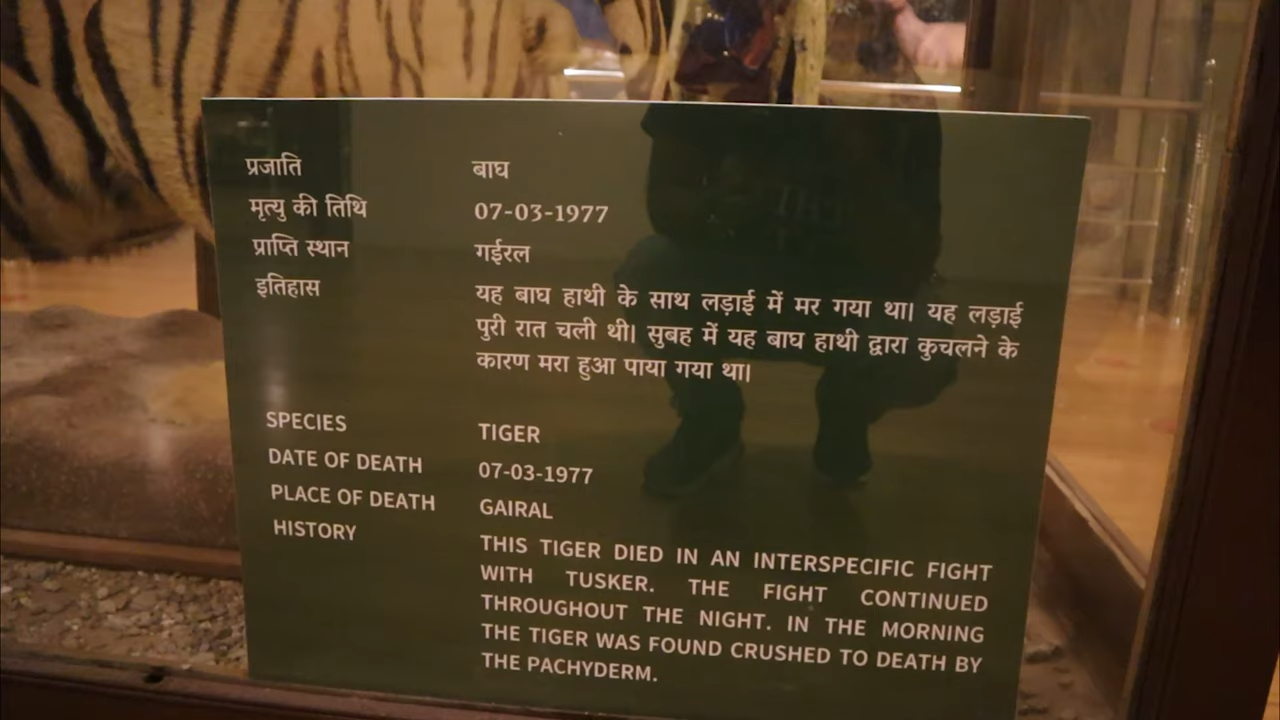 प्रजाति बाघ
मृत्यु की तिथि 07-03-1977
प्राप्ति स्थान गईरल
इतिहास यह बाघ हाथी के साथ लड़ाई में मर गया था। यह लड़ाई
पुरी रात चली थी। सुबह में यह बाघ हाथी द्वारा कुचलने के
कारण मरा हुआ पाया गया था।
SPECIES TIGER
DATE OF DEATH 07-03-1977
PLACE OF DEATH GAIRAL
HISTORY THIS TIGER DIED IN AN INTERSPECIFIC FIGHT
WITH TUSKER. THE FIGHT CONTINUED
THROUGHOUT THE NIGHT. IN THE MORNING
THE TIGER WAS FOUND CRUSHED TO DEATH BY
THE PACHYDERM.